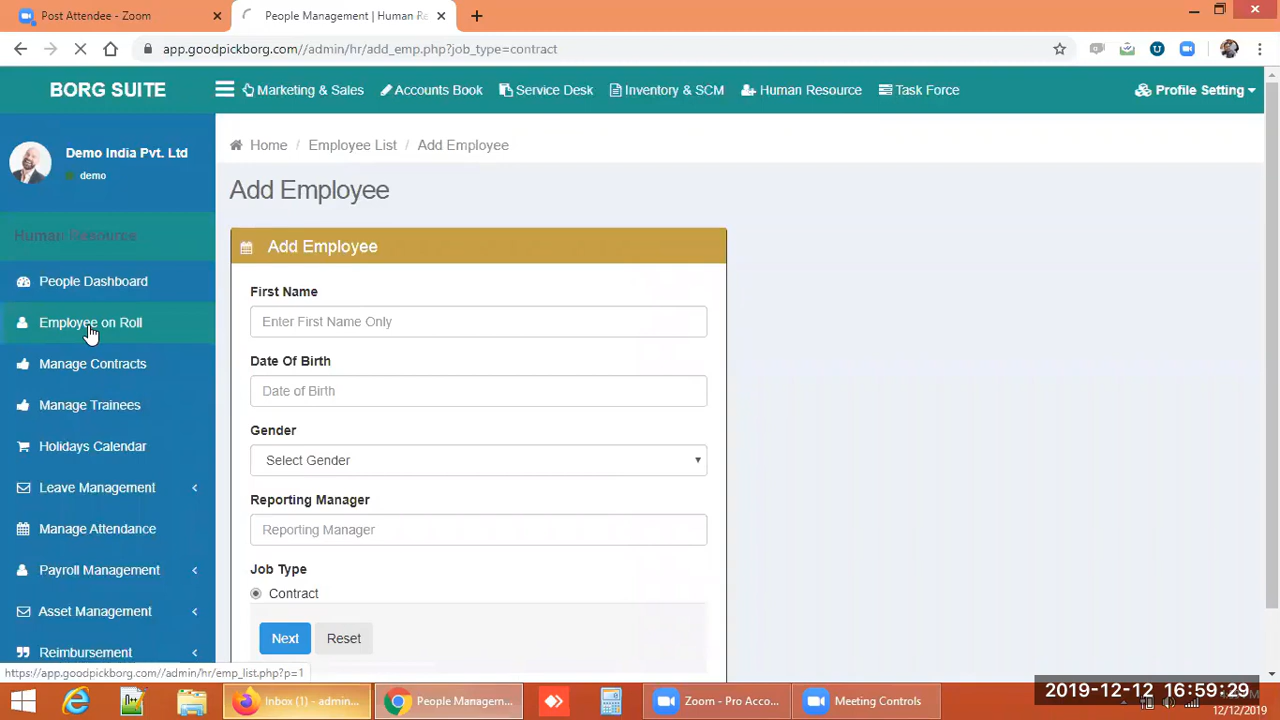 Post Attendee - Zoom
People Management | Human Re
app.goodpickborg.com//admin/hr/add_emp.php?job_type=contract
BORG SUITE
Marketing & Sales
Accounts Book
Service Desk
Inventory & SCM
Human Resource
Task Force
Profile Setting
Demo India Pvt. Ltd
demo
Home / Employee List / Add Employee
Add Employee
Human Resource
People Dashboard
Employee on Roll
Manage Contracts
Manage Trainees
Holidays Calendar
Leave Management
Manage Attendance
Payroll Management
Asset Management
Reimbursement
Add Employee
First Name
Enter First Name Only
Date Of Birth
Date of Birth
Gender
Select Gender
Reporting Manager
Reporting Manager
Job Type
Contract
Next
Reset
https://app.goodpickborg.com//admin/hr/emp_list.php?p=1
Inbox (1) - admin...
People Managem...
Zoom - Pro Acco...
Meeting Controls
2019-12-12 16:59:29
12/12/2019